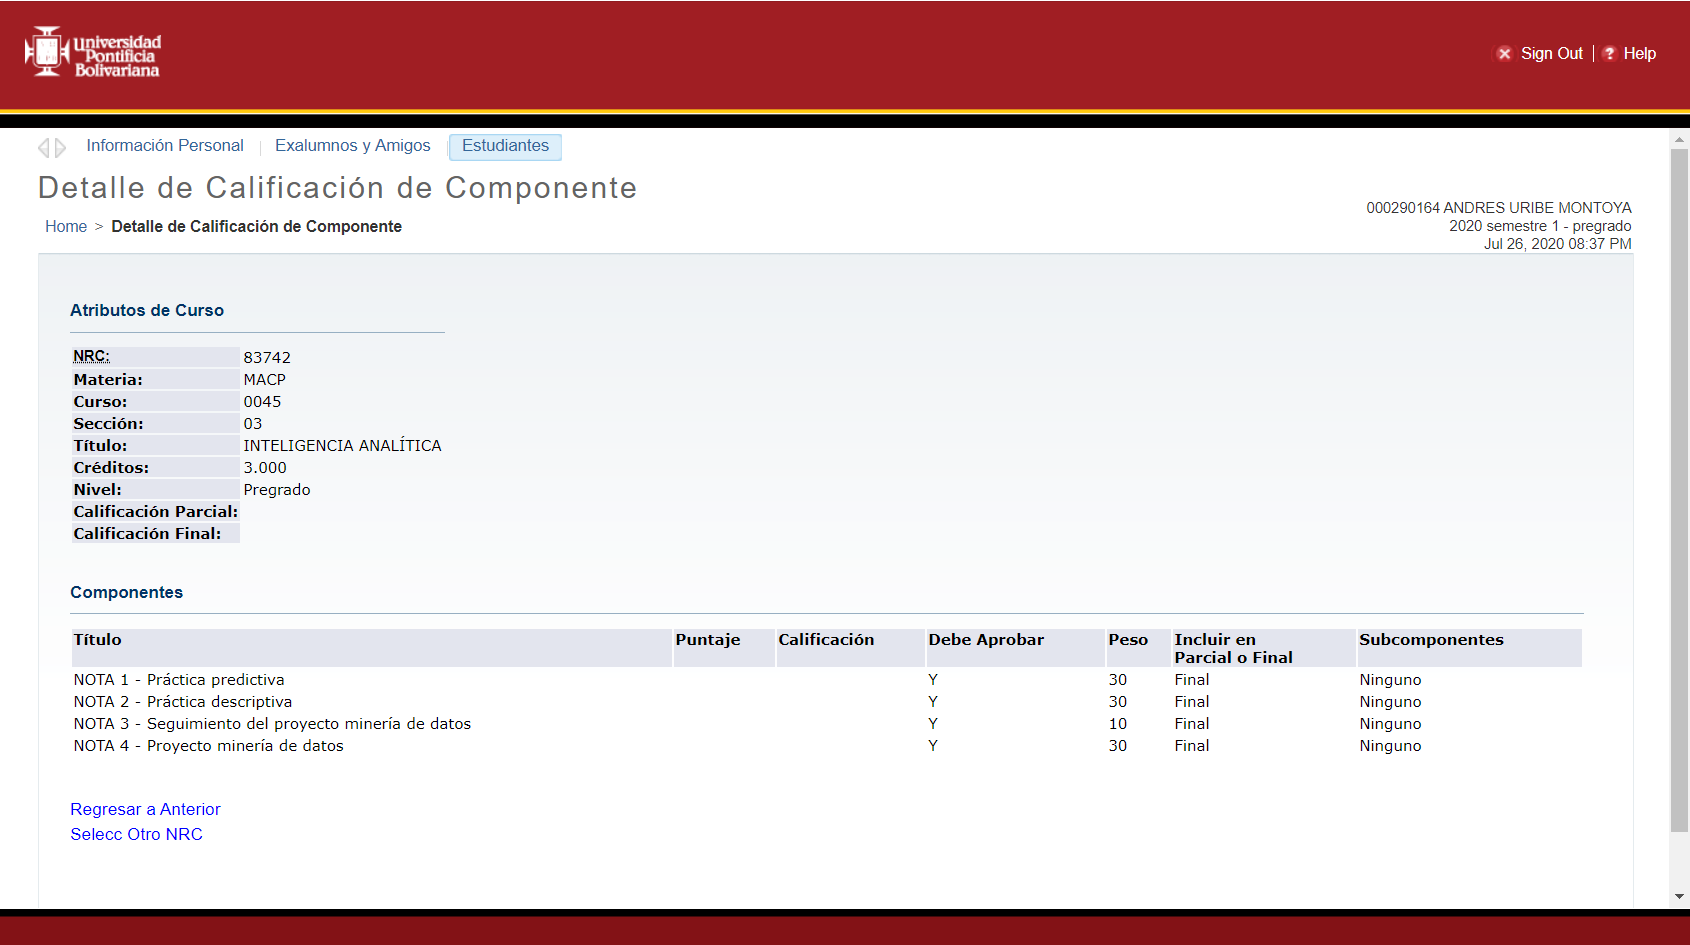 Universidad
Pontificia
Bolivariana
Sign Out | Help
Información Personal | Exalumnos y Amigos | Estudiantes
Detalle de Calificación de Componente
Home > Detalle de Calificación de Componente
000290164 ANDRES URIBE MONTOYA
2020 semestre 1 - pregrado
Jul 26, 2020 08:37 PM
Atributos de Curso
NRC: 83742
Materia: MACP
Curso: 0045
Sección: 03
Título: INTELIGENCIA ANALÍTICA
Créditos: 3.000
Nivel: Pregrado
Calificación Parcial:
Calificación Final:
Componentes
Título Puntaje Calificación Debe Aprobar Peso Incluir en Parcial o Final Subcomponentes
NOTA 1 - Práctica predictiva Y 30 Final Ninguno
NOTA 2 - Práctica descriptiva Y 30 Final Ninguno
NOTA 3 - Seguimiento del proyecto minería de datos Y 10 Final Ninguno
NOTA 4 - Proyecto minería de datos Y 30 Final Ninguno
Regresar a Anterior
Selecc Otro NRC